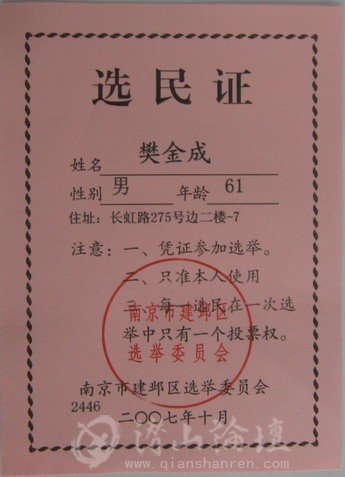 选民证
姓名 樊金成
性别 男 年龄 61
住址：长虹路275号边二楼-7
注意：一、凭证参加选举。
二、只准本人使用
三、每一选民在一次选
举中只有一个投票权。
南京市建邺区
选举委员会
南京市建邺区选举委员会
2446
二〇〇七年十月
www.qianshanren.com